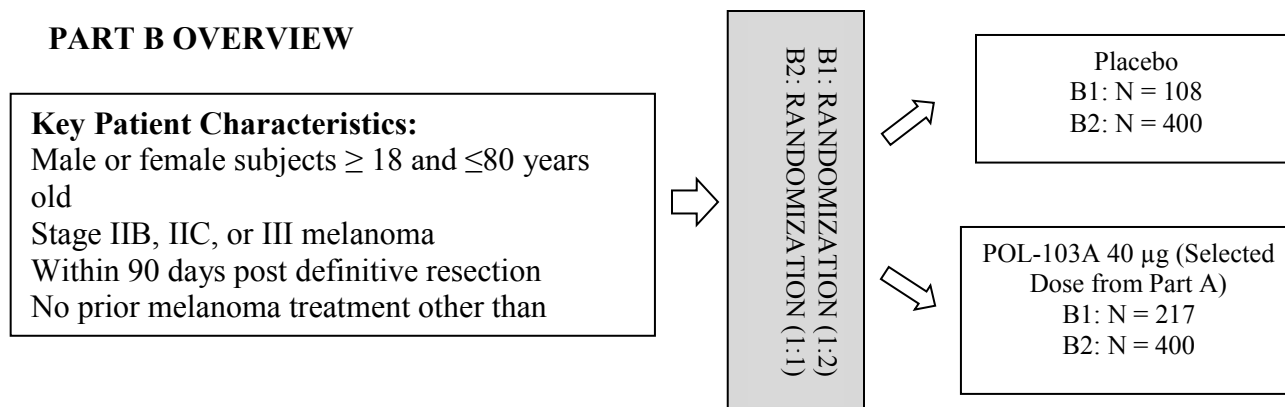 PART B OVERVIEW
Key Patient Characteristics:
Male or female subjects ≥ 18 and ≤80 years
old
Stage IIB, IIC, or III melanoma
Within 90 days post definitive resection
No prior melanoma treatment other than
B1: RANDOMIZATION (1:2)
B2: RANDOMIZATION (1:1)
Placebo
B1: N = 108
B2: N = 400
POL-103A 40 µg (Selected
Dose from Part A)
B1: N = 217
B2: N = 400